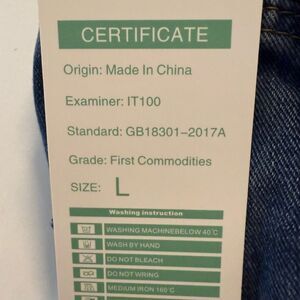 CERTIFICATE
Origin: Made In China
Examiner: IT100
Standard: GB18301-2017A
Grade: First Commodities
SIZE: L
Washing instruction
WASHING MACHINEBELOW 40℃
WASH BY HAND
DO NOT BLEACH
DO NOT WRING
MEDIUM IRON 160℃